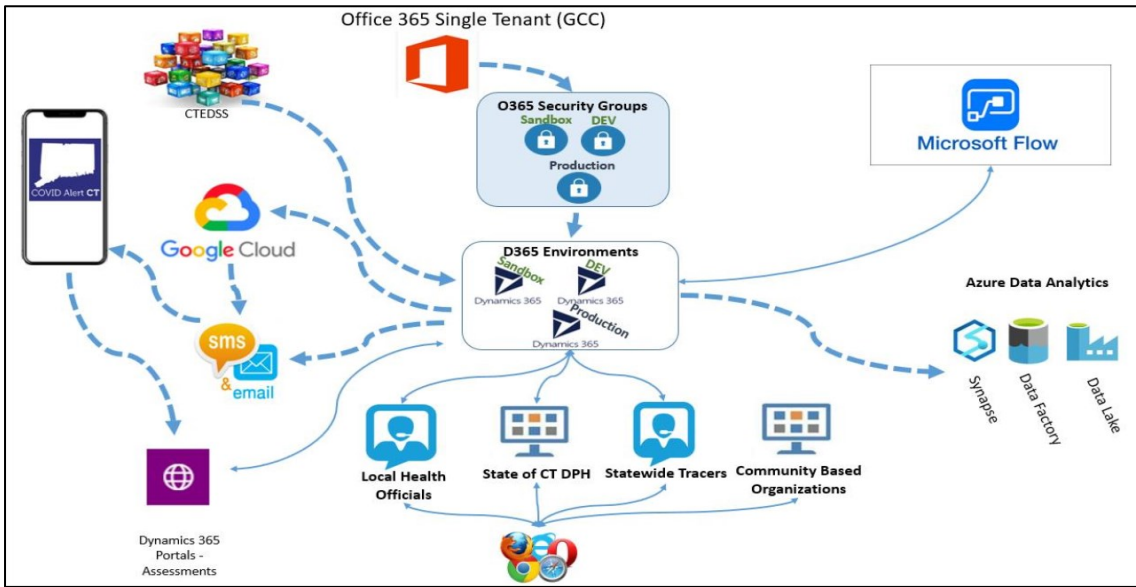 Office 365 Single Tenant (GCC)
CTEDSS
O365 Security Groups
Sandbox
DEV
Production
Microsoft Flow
COVID Alert CT
Google Cloud
D365 Environments
Sandbox
DEV
Dynamics 365
Dynamics 365
Production
Dynamics 365
Azure Data Analytics
Synapse
Data Factory
Data Lake
sms
& email
Local Health
Officials
State of CT DPH
Statewide Tracers
Community Based
Organizations
Dynamics 365
Portals -
Assessments